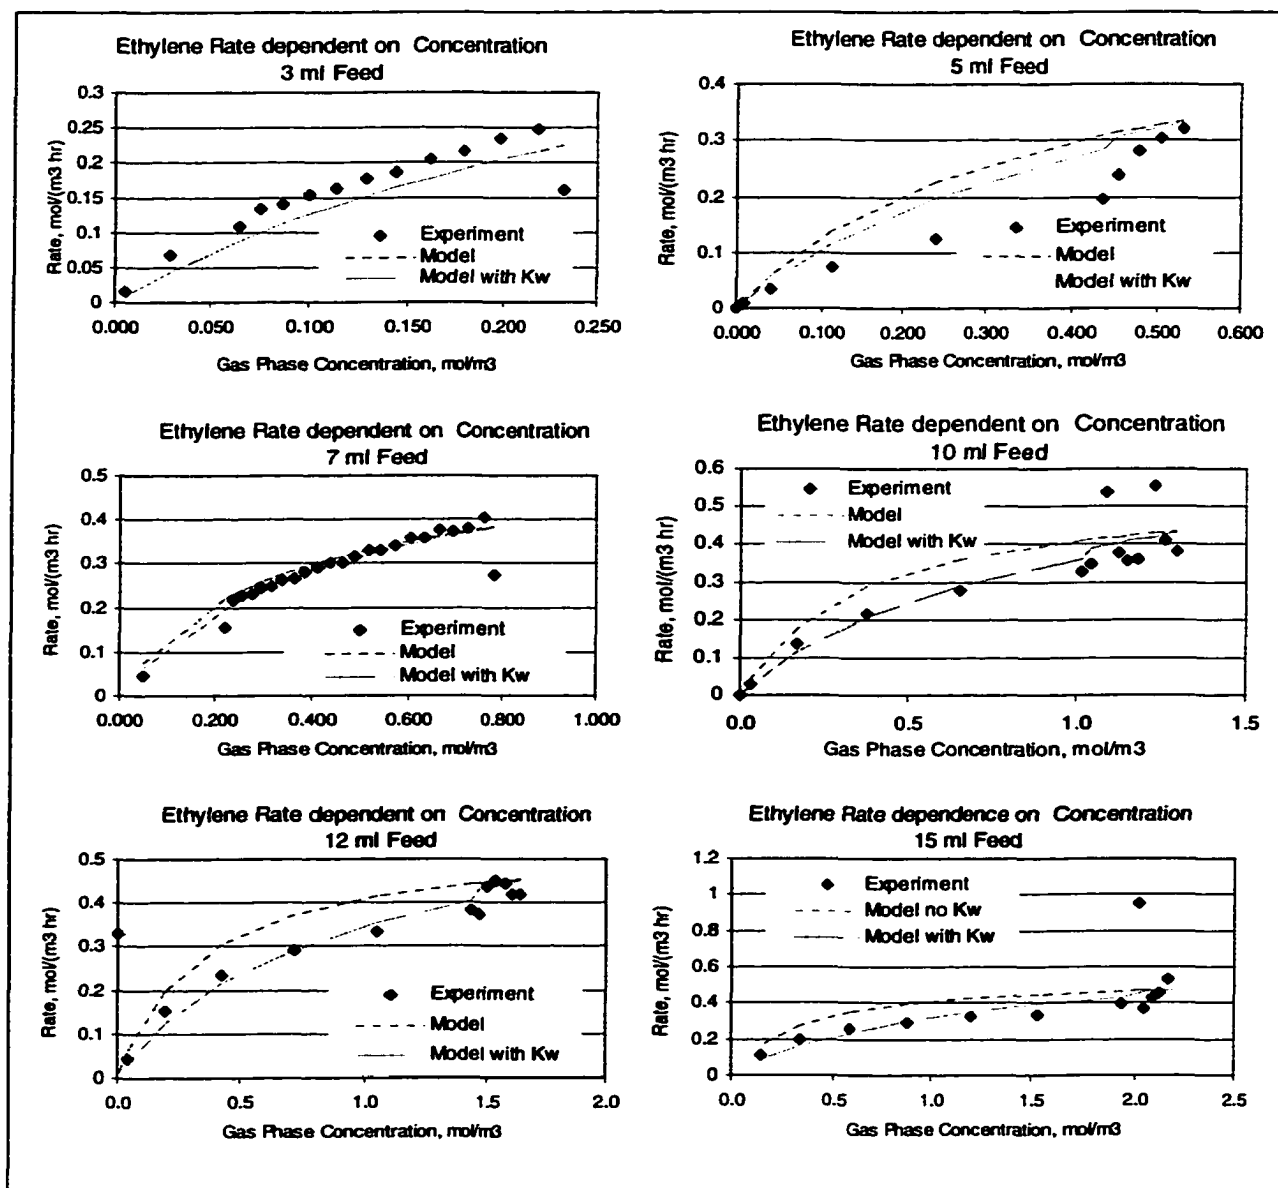 Ethylene Rate dependent on Concentration
3 ml Feed
Rate, mol/(m3 hr)
0.3
0.25
0.2
0.15
0.1
0.05
0
Experiment
Model
Model with Kw
0.000 0.050 0.100 0.150 0.200 0.250
Gas Phase Concentration, mol/m3
Ethylene Rate dependent on Concentration
5 ml Feed
Rate, mol/(m3 hr)
0.4
0.3
0.2
0.1
0
Experiment
Model
Model with Kw
0.000 0.100 0.200 0.300 0.400 0.500 0.600
Gas Phase Concentration, mol/m3
Ethylene Rate dependent on Concentration
7 ml Feed
Rate, mol/(m3 hr)
0.5
0.4
0.3
0.2
0.1
0
Experiment
Model
Model with Kw
0.000 0.200 0.400 0.600 0.800 1.000
Gas Phase Concentration, mol/m3
Ethylene Rate dependent on Concentration
10 ml Feed
Rate, mol/(m3 hr)
0.6
0.5
0.4
0.3
0.2
0.1
0
Experiment
Model
Model with Kw
0.0 0.5 1.0 1.5
Gas Phase Concentration, mol/m3
Ethylene Rate dependent on Concentration
12 ml Feed
Rate, mol/(m3 hr)
0.5
0.4
0.3
0.2
0.1
0
Experiment
Model
Model with Kw
0.0 0.5 1.0 1.5 2.0
Gas Phase Concentration, mol/m3
Ethylene Rate dependence on Concentration
15 ml Feed
Rate, mol/(m3 hr)
1.2
1
0.8
0.6
0.4
0.2
0
Experiment
Model no Kw
Model with Kw
0.0 0.5 1.0 1.5 2.0 2.5
Gas Phase Concentration, mol/m3